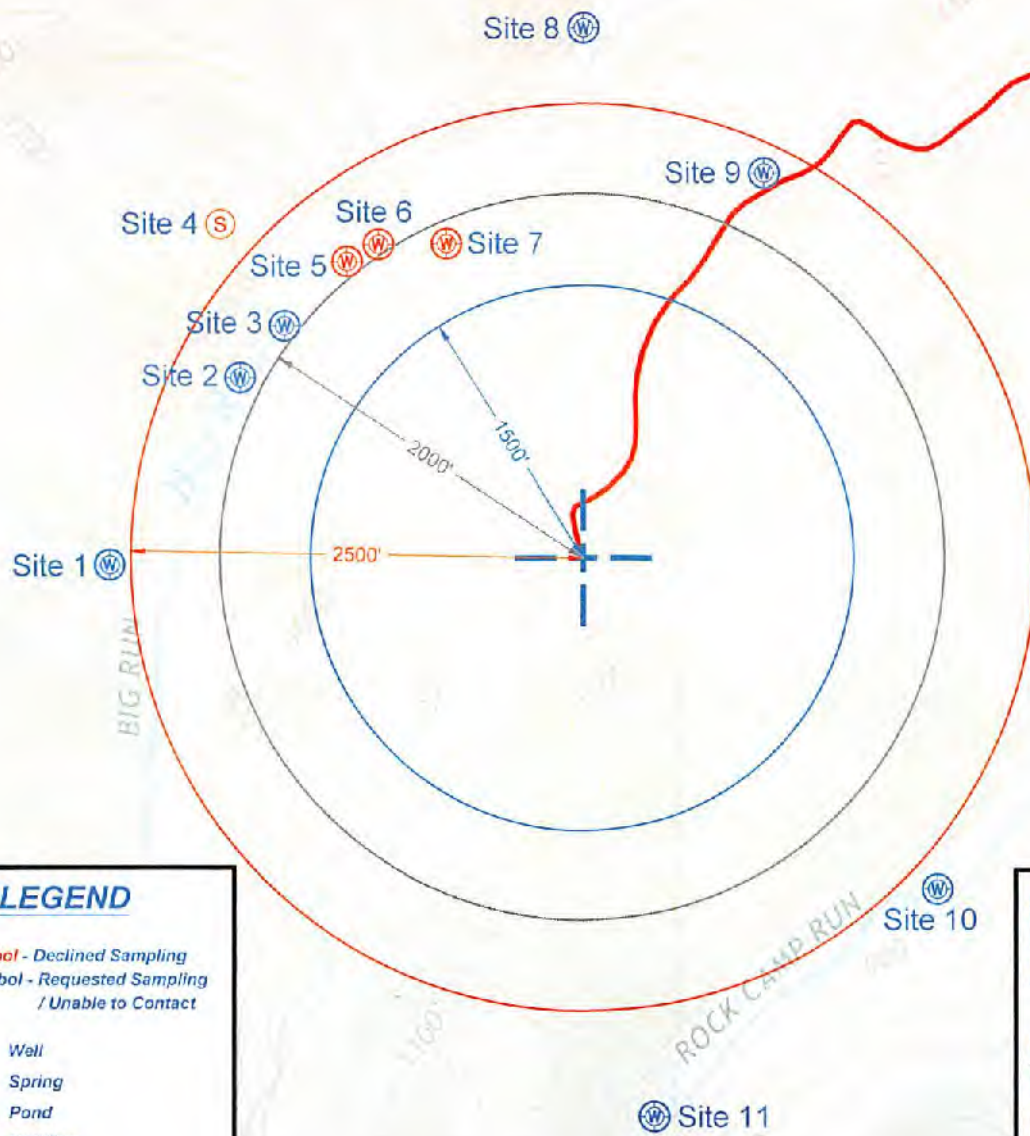 Site 8 W
Site 9 W
Site 4 S
Site 6
W
W Site 7
Site 5 W
Site 3 W
Site 2 W
1500'
2000'
2500'
Site 1 W
BIG RUN
LEGEND
- Declined Sampling
- Requested Sampling
/ Unable to Contact
Well
Spring
Pond
W
Site 10
ROCK CAMP RUN
1100'
W Site 11